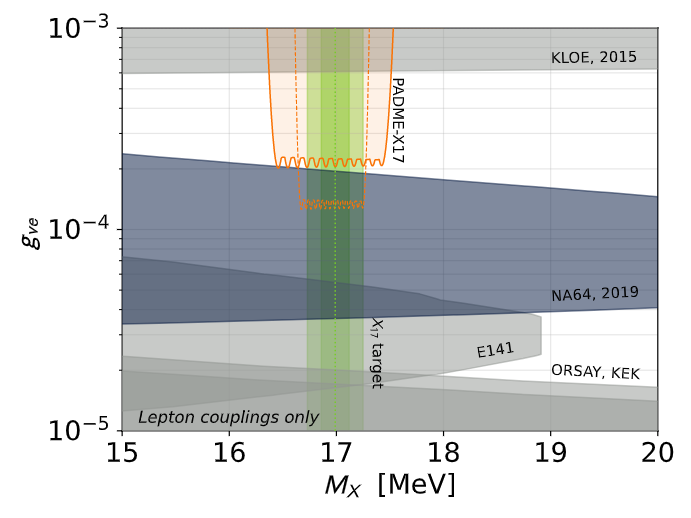 10⁻³
KLOE, 2015
PADME-X17
10⁻⁴
g_ve
NA64, 2019
X₁₇ target
E141
ORSAY, KEK
Lepton couplings only
10⁻⁵
15 16 17 18 19 20
M_X [MeV]